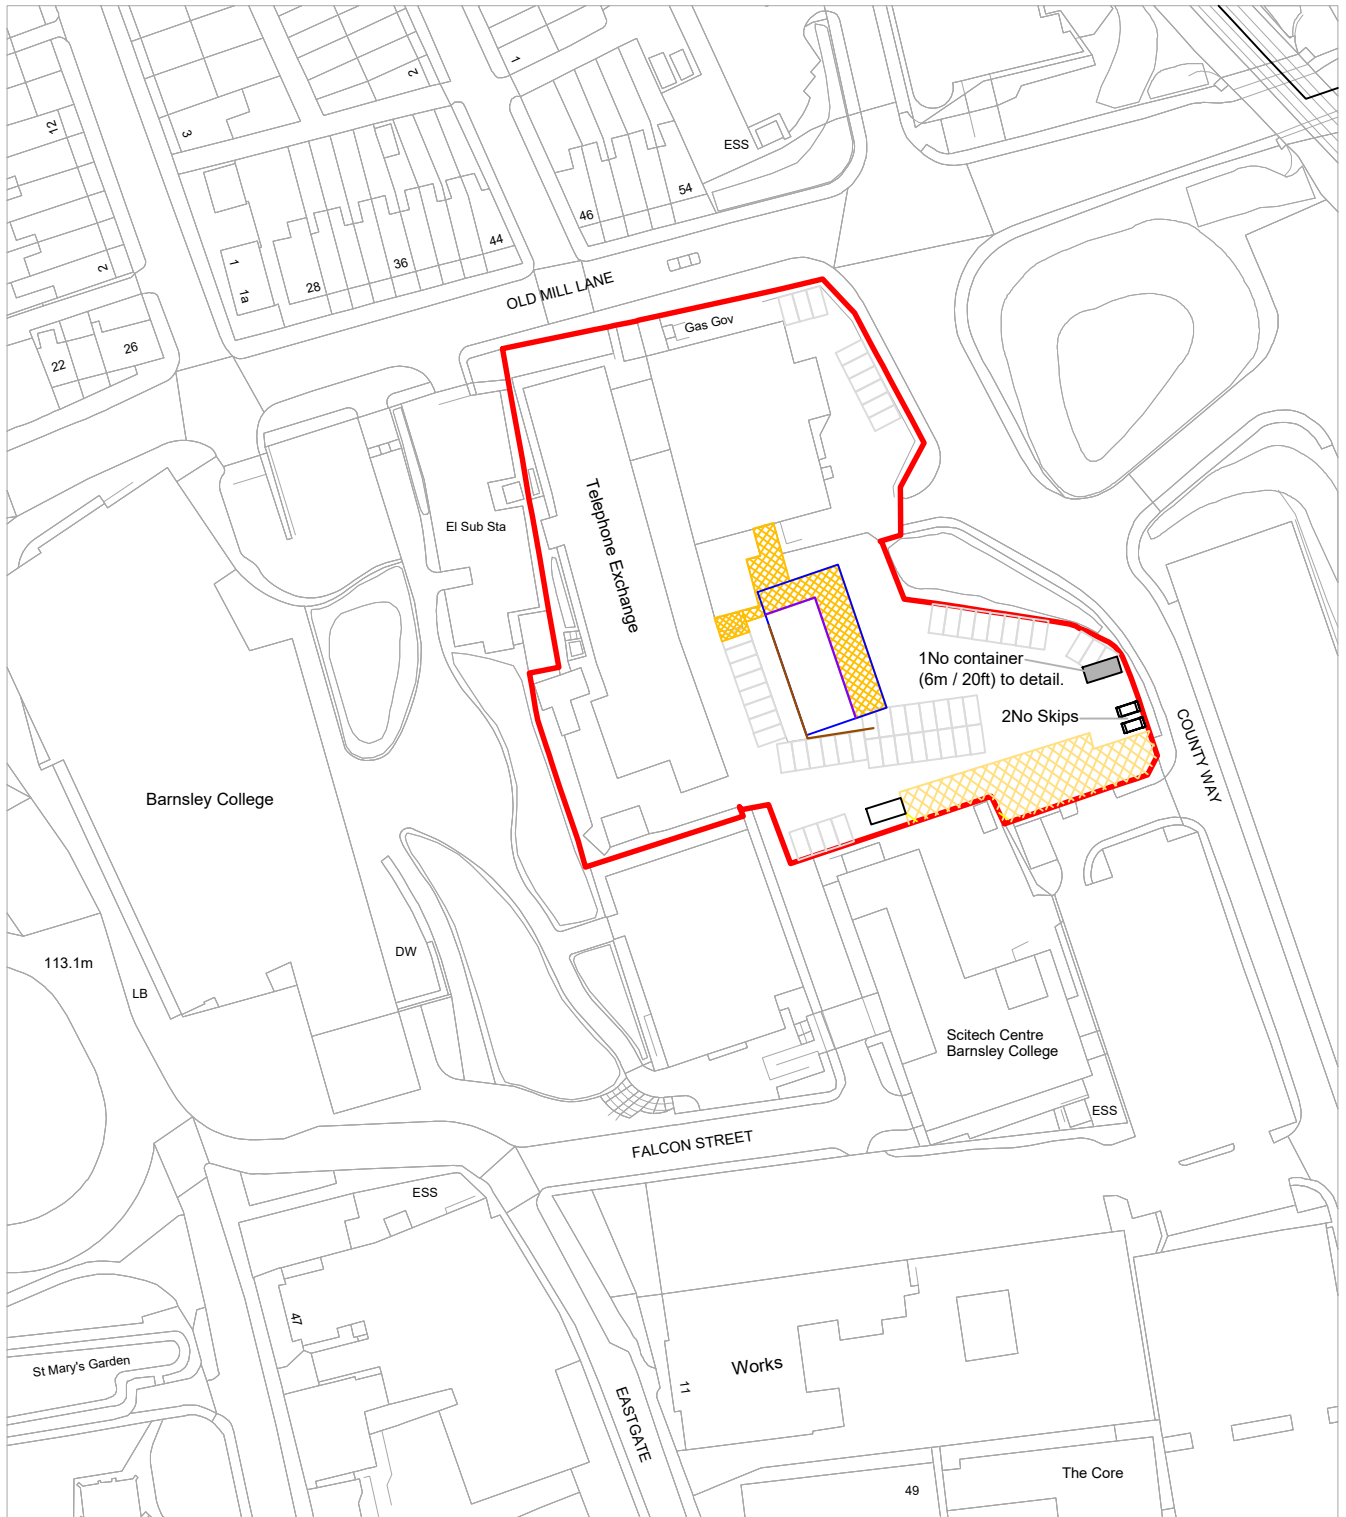 1
2
12
3
ESS
54
46
44
36
28
1
1a
2
OLD MILL LANE
Gas Gov
26
22
Telephone Exchange
El Sub Sta
1No container
(6m / 20ft) to detail.
2No Skips
COUNTY WAY
Barnsley College
DW
113.1m
LB
Scitech Centre
Barnsley College
ESS
FALCON STREET
ESS
47
St Mary's Garden
Works
11
EASTGATE
The Core
49